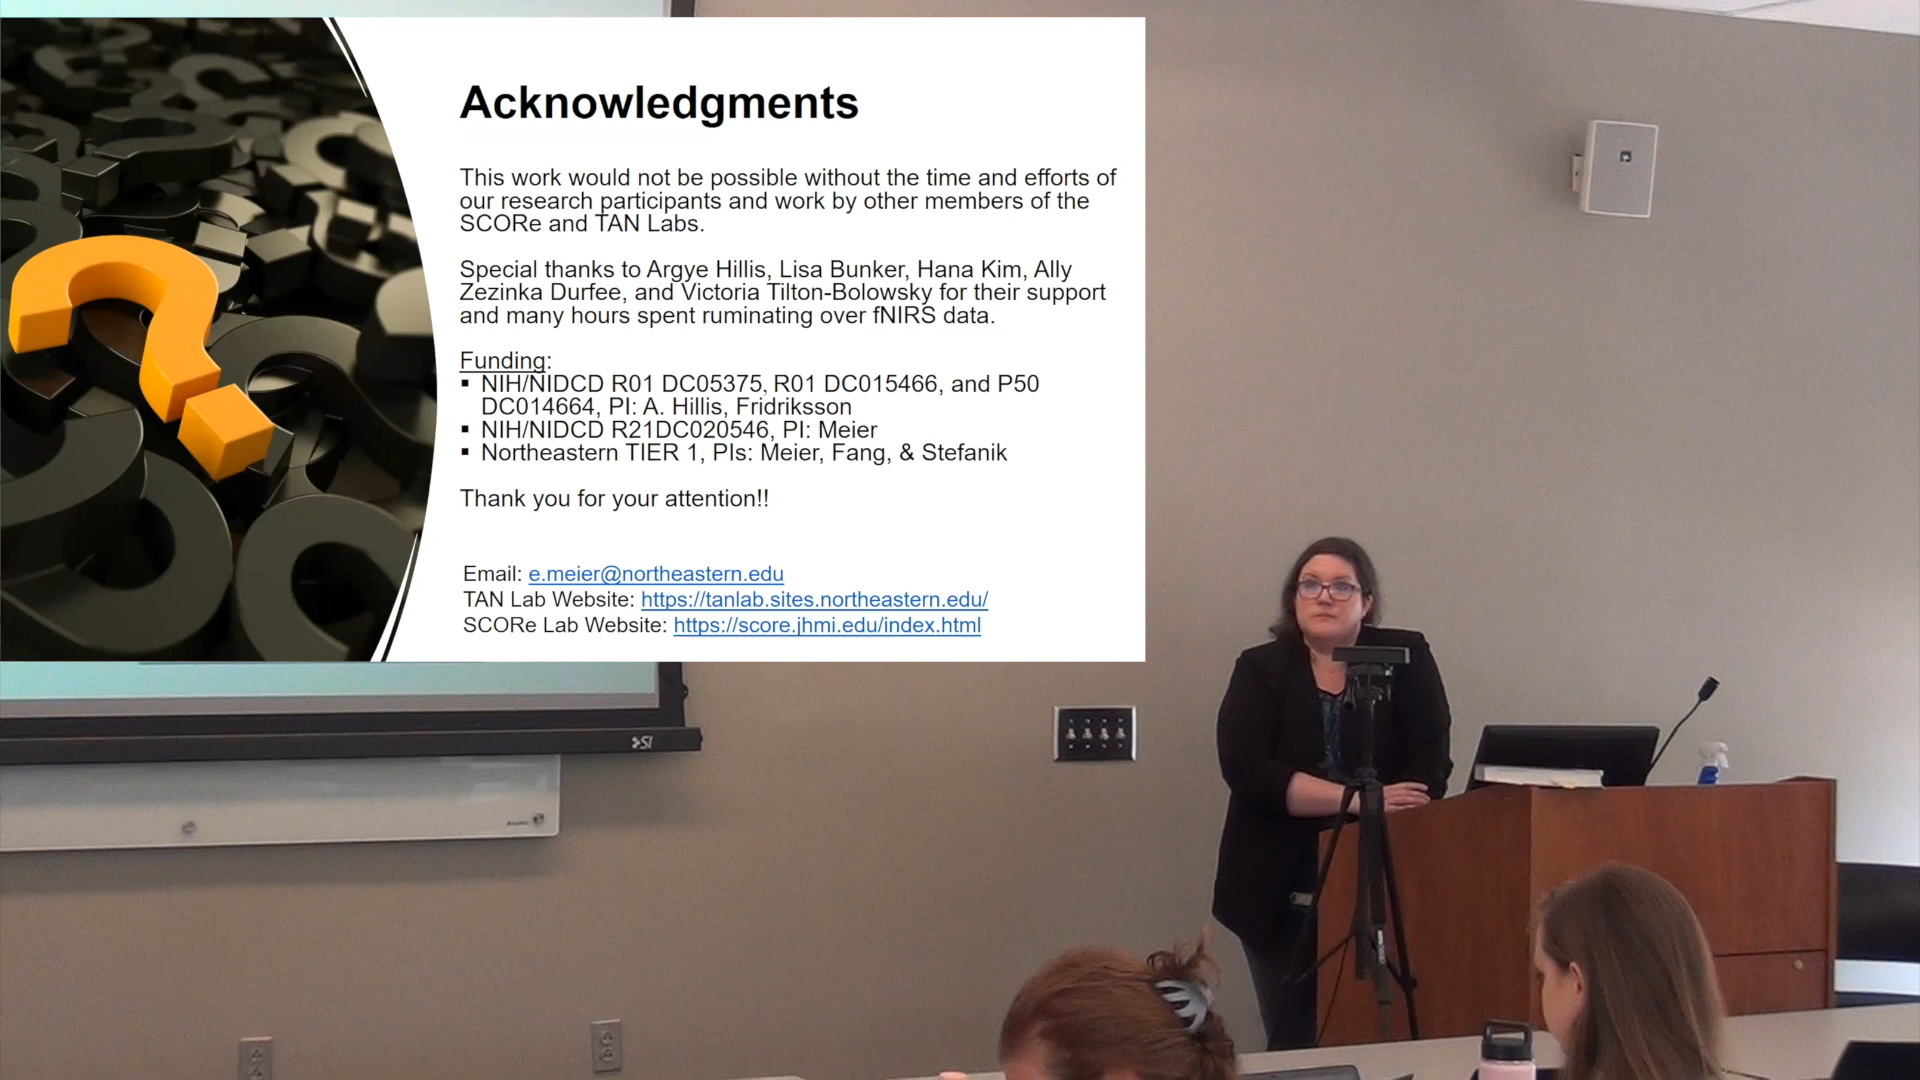 Acknowledgments
This work would not be possible without the time and efforts of
our research participants and work by other members of the
SCORe and TAN Labs.
Special thanks to Argye Hillis, Lisa Bunker, Hana Kim, Ally
Zezinka Durfee, and Victoria Tilton-Bolowsky for their support
and many hours spent ruminating over fNIRS data.
Funding:
▪ NIH/NIDCD R01 DC05375, R01 DC015466, and P50
DC014664, PI: A. Hillis, Fridriksson
▪ NIH/NIDCD R21DC020546, PI: Meier
▪ Northeastern TIER 1, PIs: Meier, Fang, & Stefanik
Thank you for your attention!!
Email: e.meier@northeastern.edu
TAN Lab Website: https://tanlab.sites.northeastern.edu/
SCORe Lab Website: https://score.jhmi.edu/index.html
SI